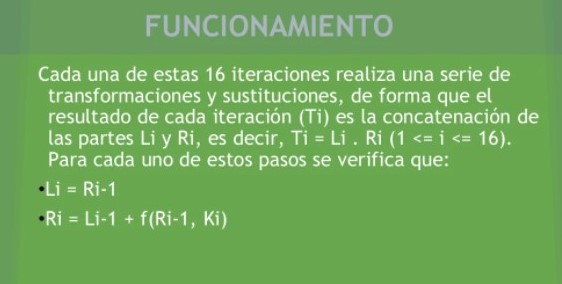 FUNCIONAMIENTO
Cada una de estas 16 iteraciones realiza una serie de
transformaciones y sustituciones, de forma que el
resultado de cada iteración (Ti) es la concatenación de
las partes Li y Ri, es decir, Ti = Li . Ri (1 <= i <= 16).
Para cada uno de estos pasos se verifica que:
•Li = Ri-1
•Ri = Li-1 + f(Ri-1, Ki)